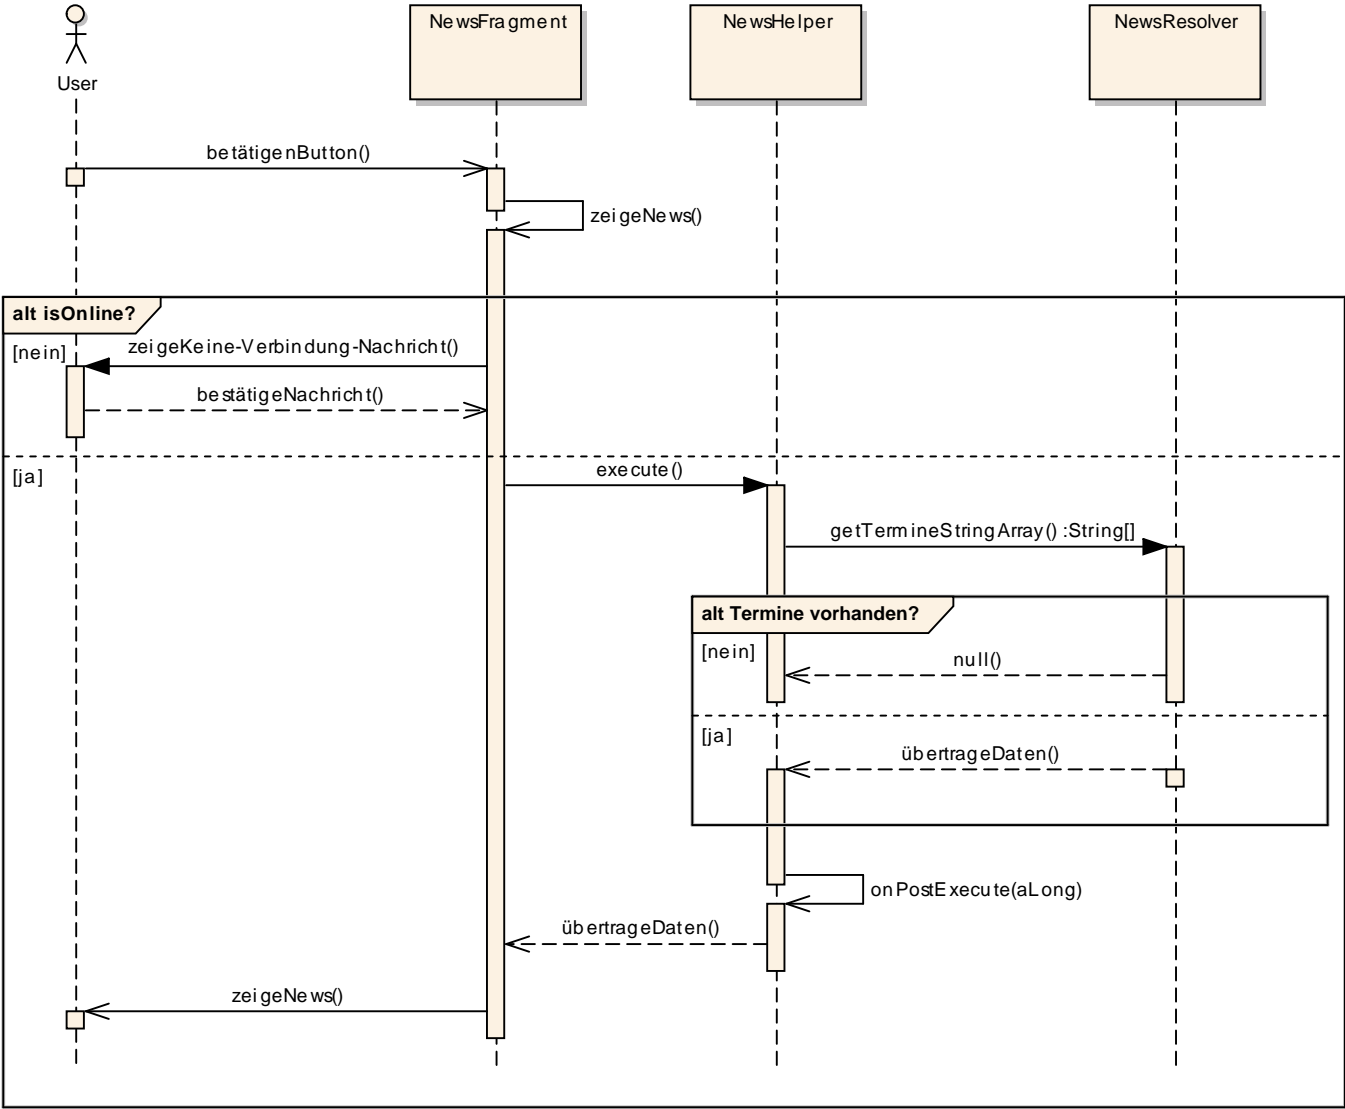 User
NewsFragment
NewsHelper
NewsResolver
betätigenButton()
zeigeNews()
alt isOnline?
[nein]
zeigeKeine-Verbindung-Nachricht()
bestätigeNachricht()
[ja]
execute()
getTermineStringArray() :String[]
alt Termine vorhanden?
[nein]
null()
[ja]
übertrageDaten()
onPostExecute(aLong)
übertrageDaten()
zeigeNews()